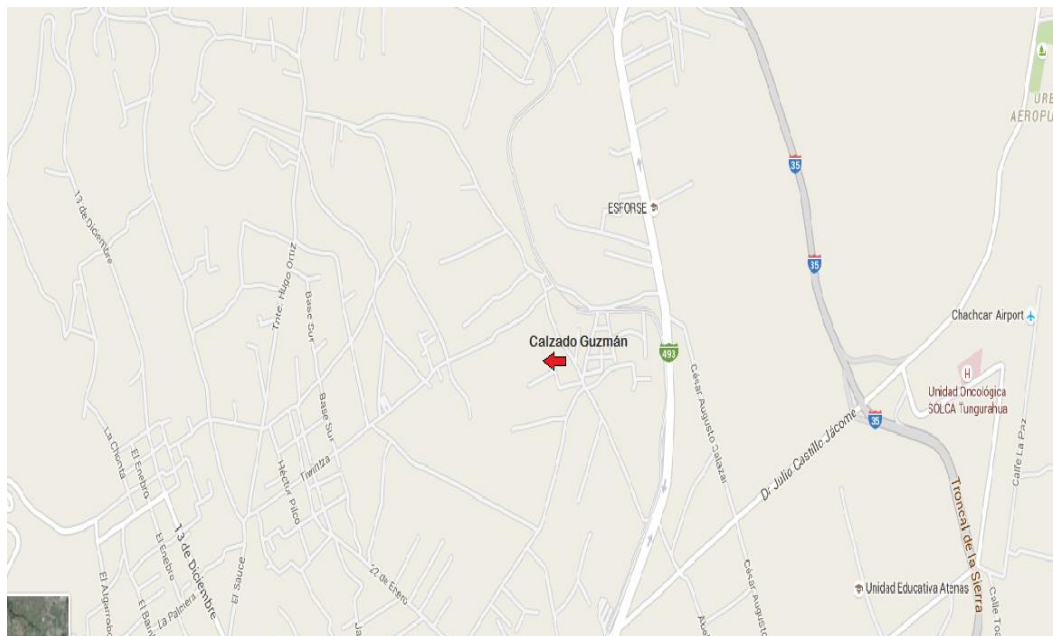 URB
AEROPU
35
13 de Diciembre
ESFORSE
Tnte. Hugo Ortiz
35
Base Sur
Chachcar Airport
Calzado Guzmán
493
H
Unidad Oncológica
SOLCA Tungurahua
César Augusto Salazar
Base Sur
35
Dr Julio Castillo Jácome
La Chonta
El Enebro
Tiwintza
Calle La Paz
Héctor Pilco
Troncal de la Sierra
13 de Diciembre
El Enebro
El Sauce
22 de Enero
César Augusto
Unidad Educativa Atenas
El Algarrobo
La Palmera
Calle Toa